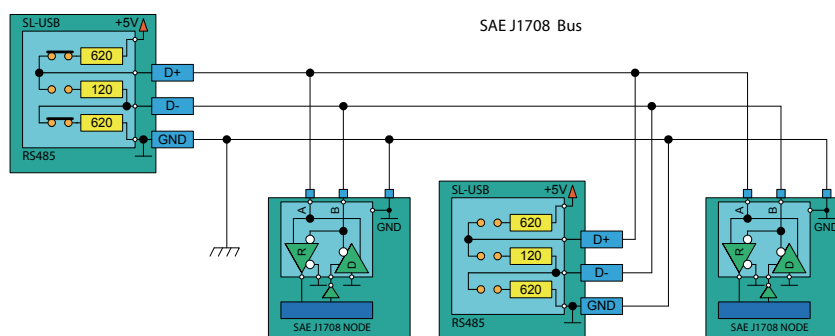 SAE J1708 Bus
SL-USB
+5V
620
120
620
D+
D-
GND
RS485
A
B
GND
R
D
SAE J1708 NODE
SL-USB
+5V
620
120
620
D+
D-
GND
RS485
A
B
GND
R
D
SAE J1708 NODE